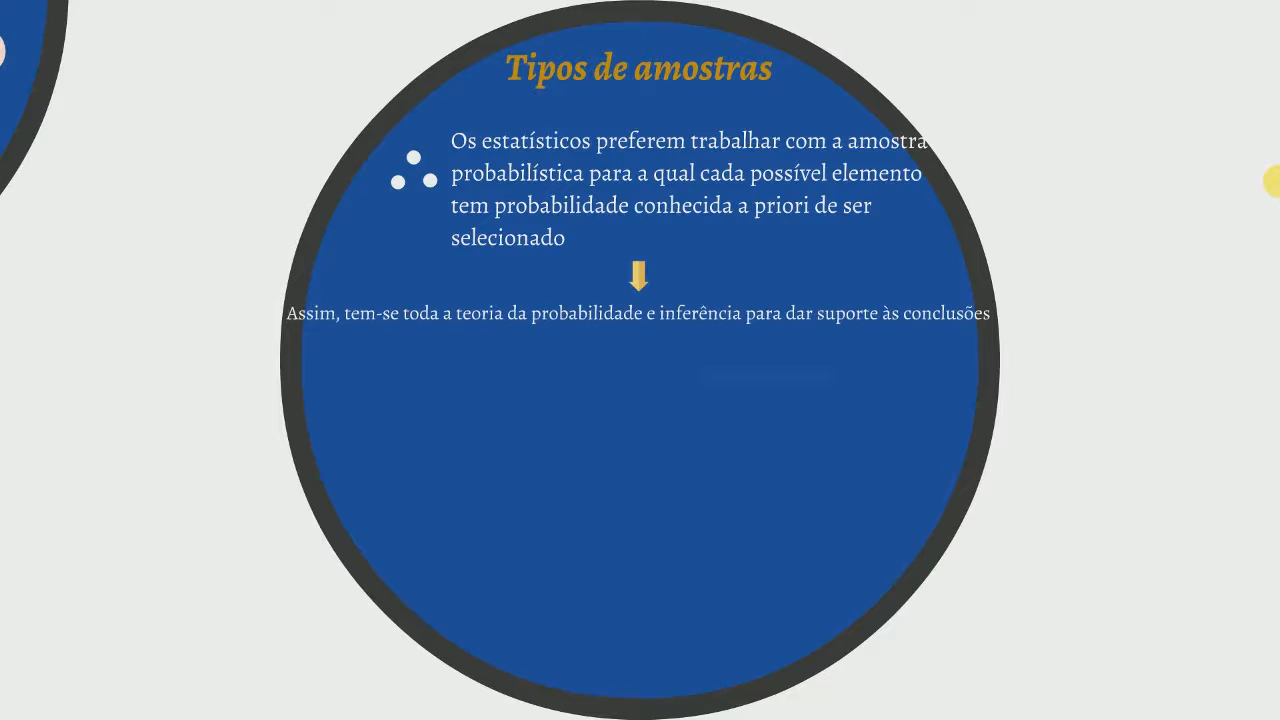 Tipos de amostras
Os estatísticos preferem trabalhar com a amostra
probabilística para a qual cada possível elemento
tem probabilidade conhecida a priori de ser
selecionado
Assim, tem-se toda a teoria da probabilidade e inferência para dar suporte às conclusões